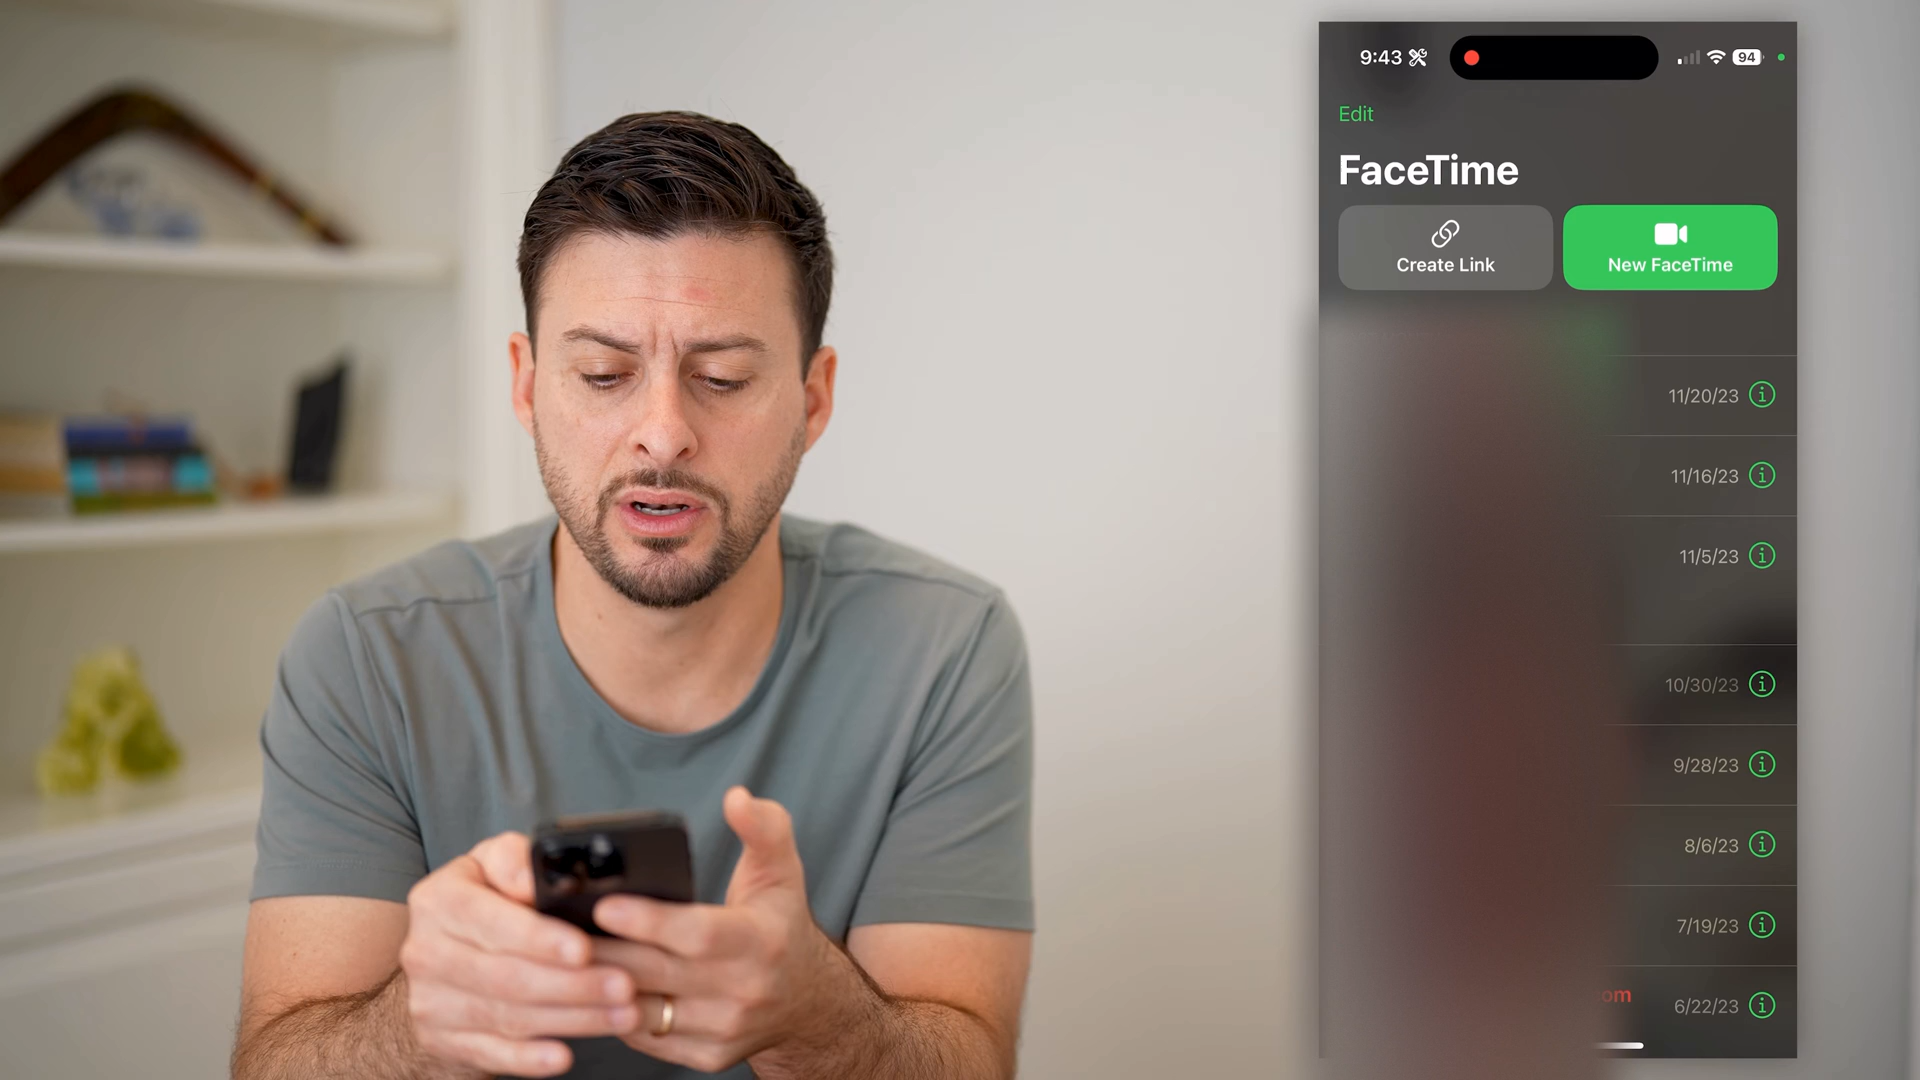 9:43
94
Edit
FaceTime
Create Link
New FaceTime
11/20/23
11/16/23
11/5/23
10/30/23
9/28/23
8/6/23
7/19/23
om
6/22/23